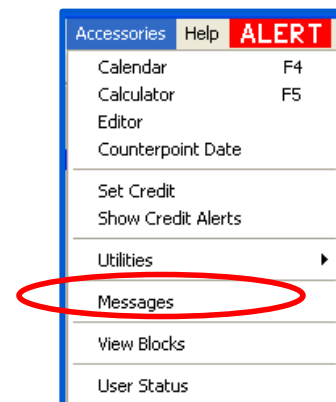 Accessories Help ALERT
Calendar F4
Calculator F5
Editor
Counterpoint Date
Set Credit
Show Credit Alerts
Utilities
Messages
View Blocks
User Status